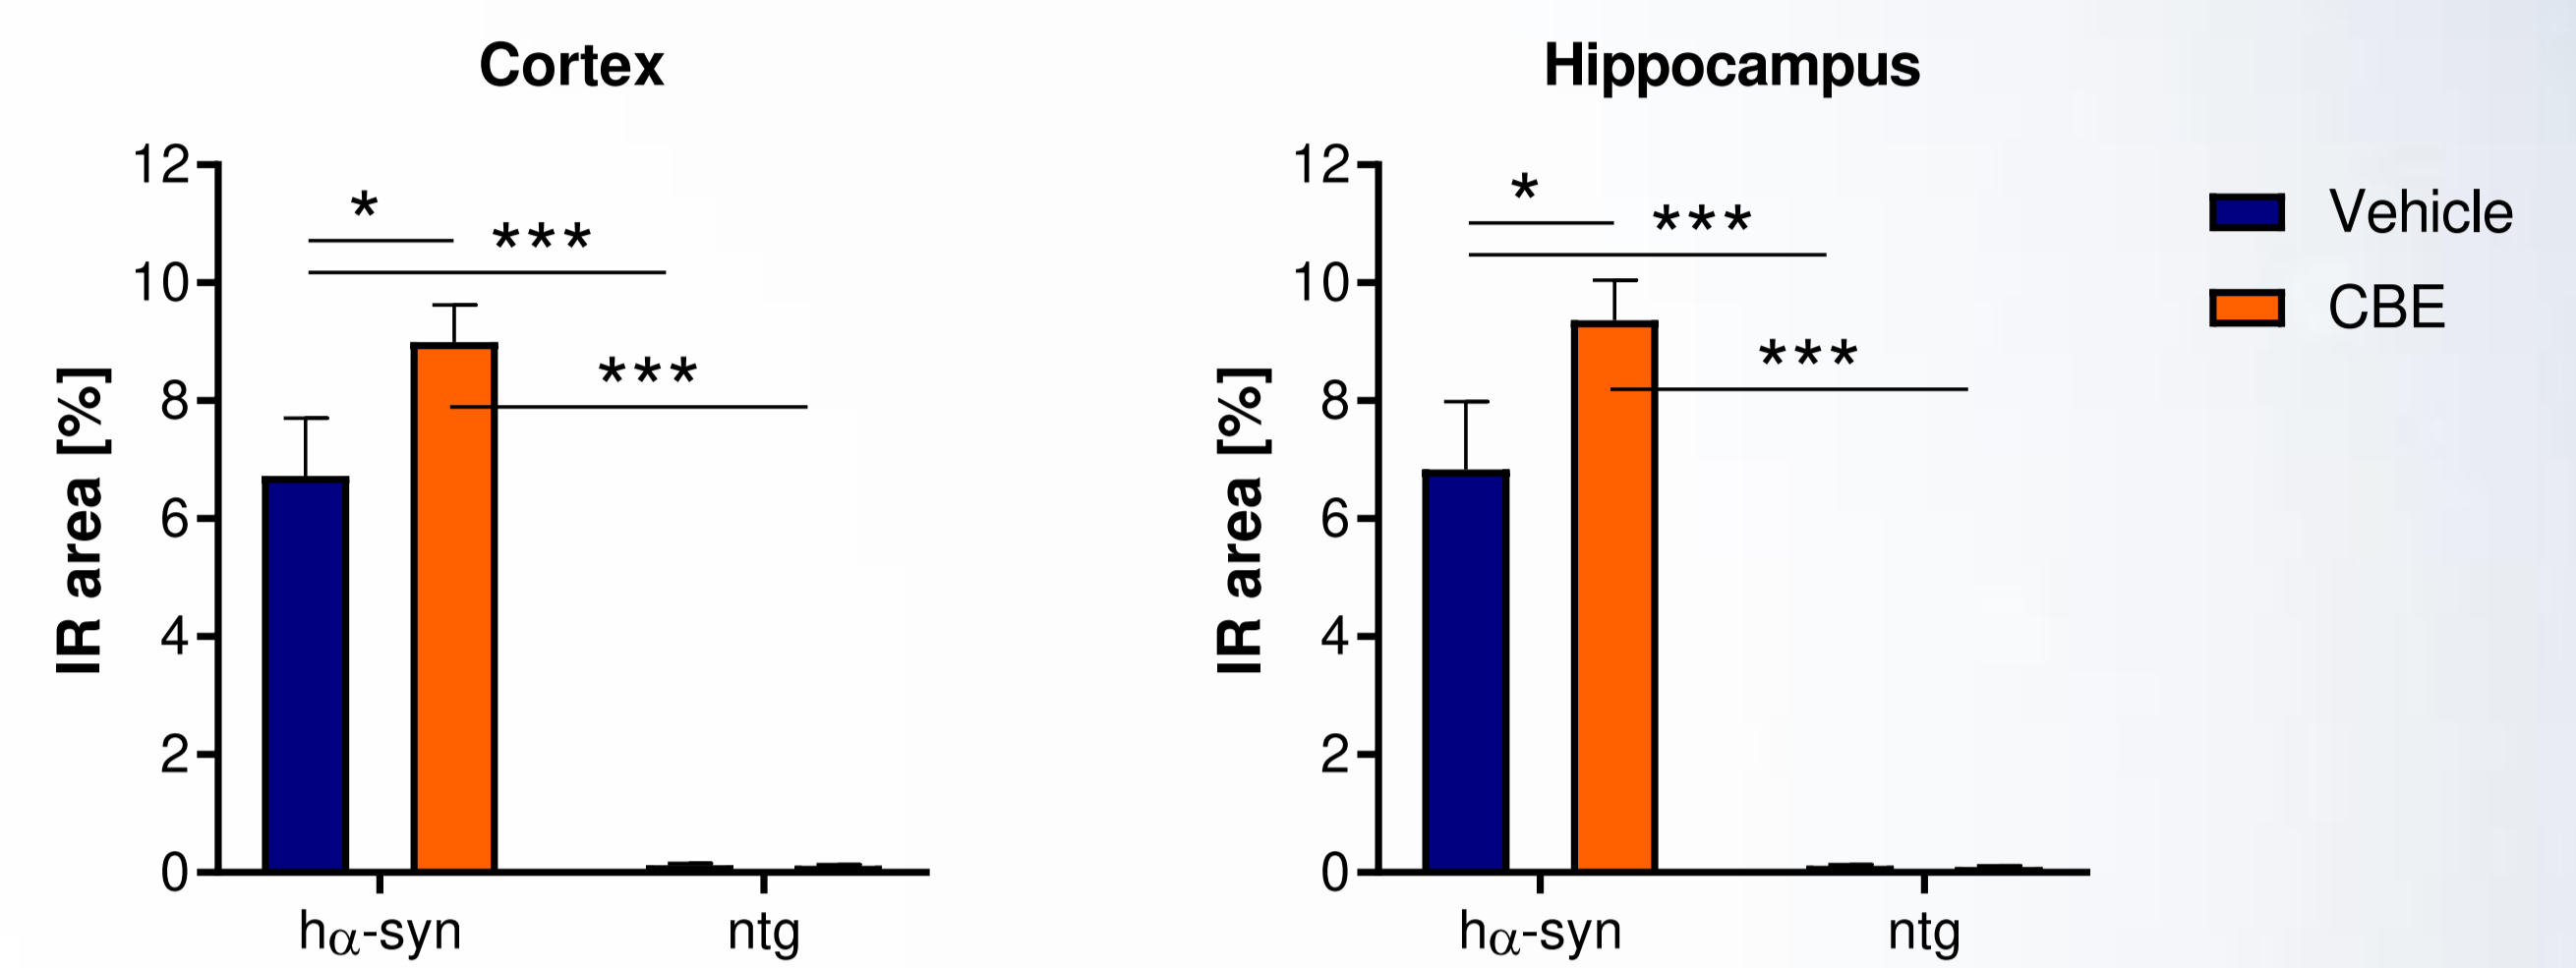 Cortex
IR area [%]
12
10
8
6
4
2
0
*
***
***
hα-syn
ntg
Hippocampus
IR area [%]
12
10
8
6
4
2
0
*
***
***
hα-syn
ntg
Vehicle
CBE